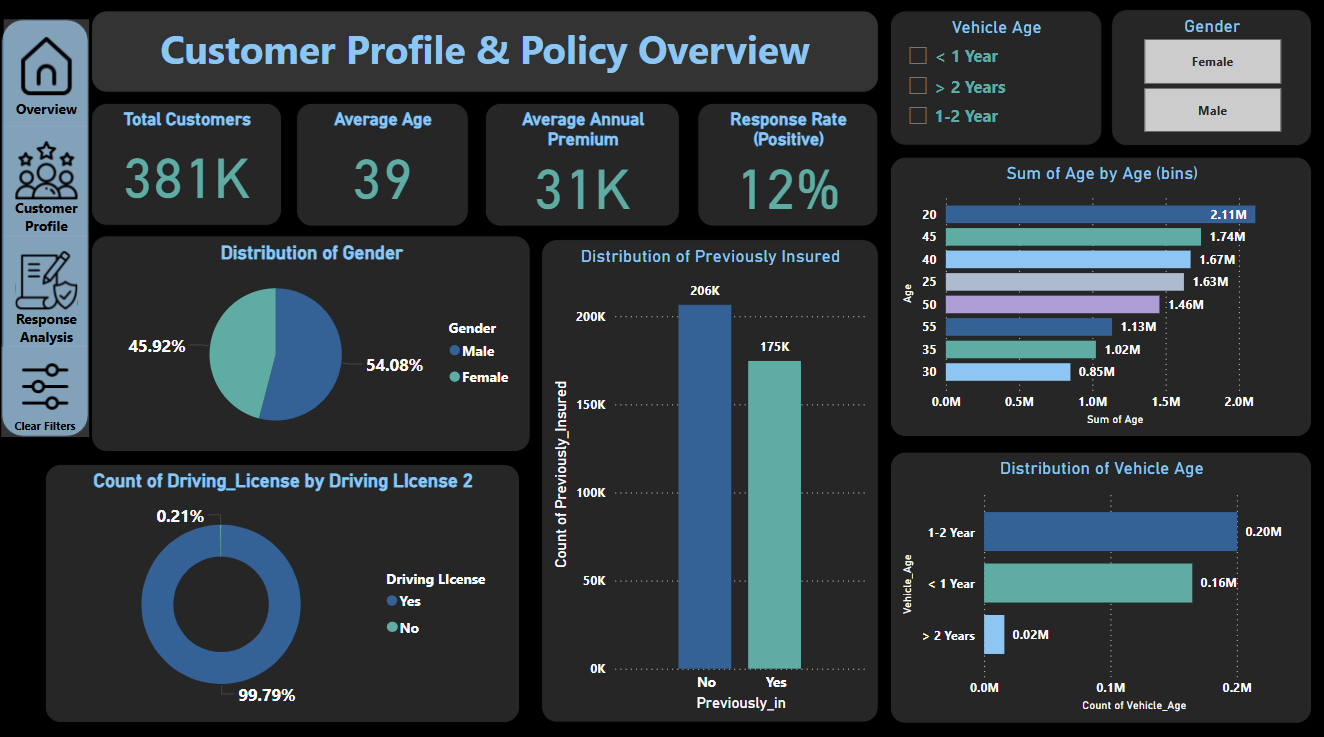 Overview
Customer
Profile
Response
Analysis
Clear Filters
Customer Profile & Policy Overview
Total Customers
381K
Average Age
39
Average Annual
Premium
31K
Response Rate
(Positive)
12%
Vehicle Age
< 1 Year
> 2 Years
1-2 Year
Gender
Female
Male
Distribution of Gender
45.92%
54.08%
Gender
Male
Female
Count of Driving_License by Driving LIcense 2
0.21%
99.79%
Driving LIcense
Yes
No
Distribution of Previously Insured
Count of Previously_Insured
200K
150K
100K
50K
0K
206K
175K
No
Yes
Previously_in
Sum of Age by Age (bins)
Age
20
2.11M
45
1.74M
40
1.67M
25
1.63M
50
1.46M
55
1.13M
35
1.02M
30
0.85M
0.0M
0.5M
1.0M
1.5M
2.0M
Sum of Age
Distribution of Vehicle Age
Vehicle_Age
1-2 Year
0.20M
< 1 Year
0.16M
> 2 Years
0.02M
0.0M
0.1M
0.2M
Count of Vehicle_Age